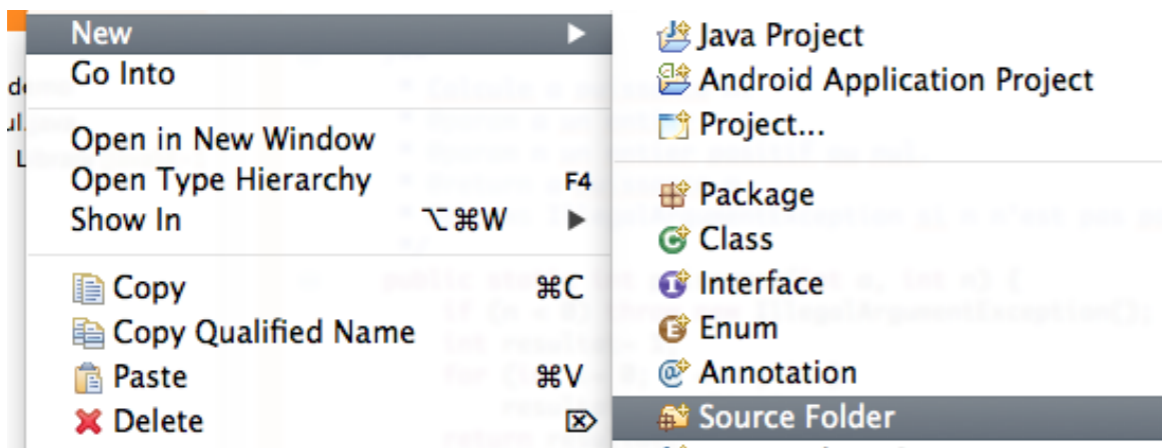 New
Go Into
Open in New Window
Open Type Hierarchy F4
Show In ⌥⌘W
Copy ⌘C
Copy Qualified Name
Paste ⌘V
Delete ⌦
Java Project
Android Application Project
Project...
Package
Class
Interface
Enum
Annotation
Source Folder